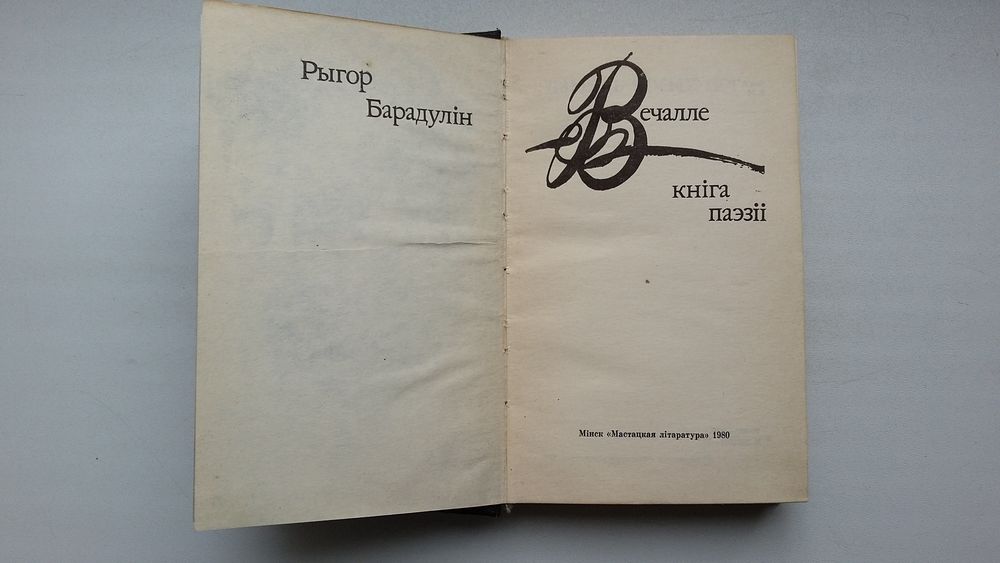 Рыгор
Барадулін
Вечалле
кніга
паэзіі
Мінск «Мастацкая літаратура» 1980